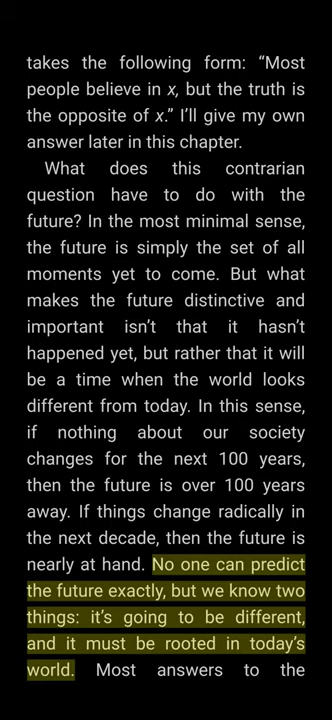 takes the following form: “Most
people believe in x, but the truth is
the opposite of x.” I’ll give my own
answer later in this chapter.
What does this contrarian
question have to do with the
future? In the most minimal sense,
the future is simply the set of all
moments yet to come. But what
makes the future distinctive and
important isn’t that it hasn’t
happened yet, but rather that it will
be a time when the world looks
different from today. In this sense,
if nothing about our society
changes for the next 100 years,
then the future is over 100 years
away. If things change radically in
the next decade, then the future is
nearly at hand. No one can predict
the future exactly, but we know two
things: it’s going to be different,
and it must be rooted in today’s
world. Most answers to the